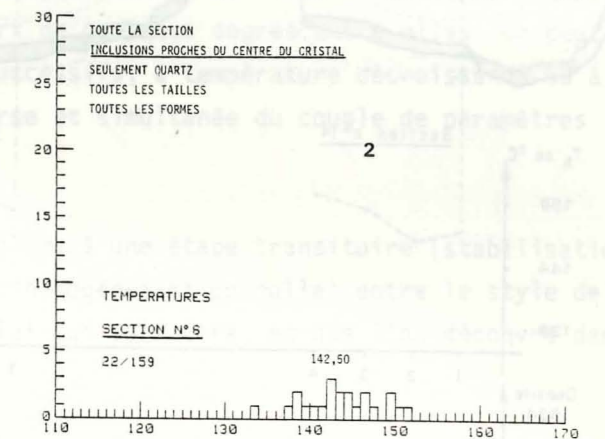 30
TOUTE LA SECTION
INCLUSIONS PROCHES DU CENTRE DU CRISTAL
25
SEULEMENT QUARTZ
TOUTES LES TAILLES
TOUTES LES FORMES
20
2
15
10
TEMPERATURES
SECTION N°6
5
22/159
142,50
0
110 120 130 140 150 160 170